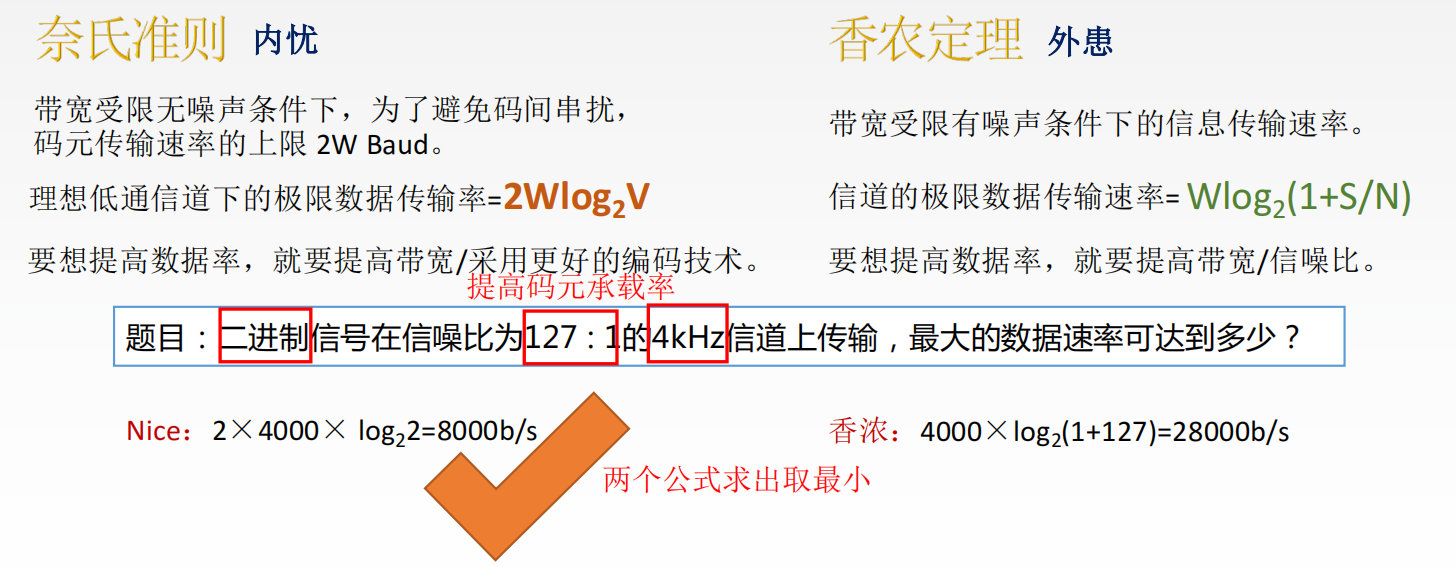 奈氏准则 内忧
带宽受限无噪声条件下，为了避免码间串扰，
码元传输速率的上限 2W Baud。
理想低通信道下的极限数据传输率=2Wlog₂V
要想提高数据率，就要提高带宽/采用更好的编码技术。
提高码元承载率
香农定理 外患
带宽受限有噪声条件下的信息传输速率。
信道的极限数据传输速率= Wlog₂(1+S/N)
要想提高数据率，就要提高带宽/信噪比。
题目：二进制信号在信噪比为127：1的4kHz信道上传输，最大的数据速率可达到多少？
Nice：2×4000× log₂2=8000b/s
香浓：4000×log₂(1+127)=28000b/s
两个公式求出取最小